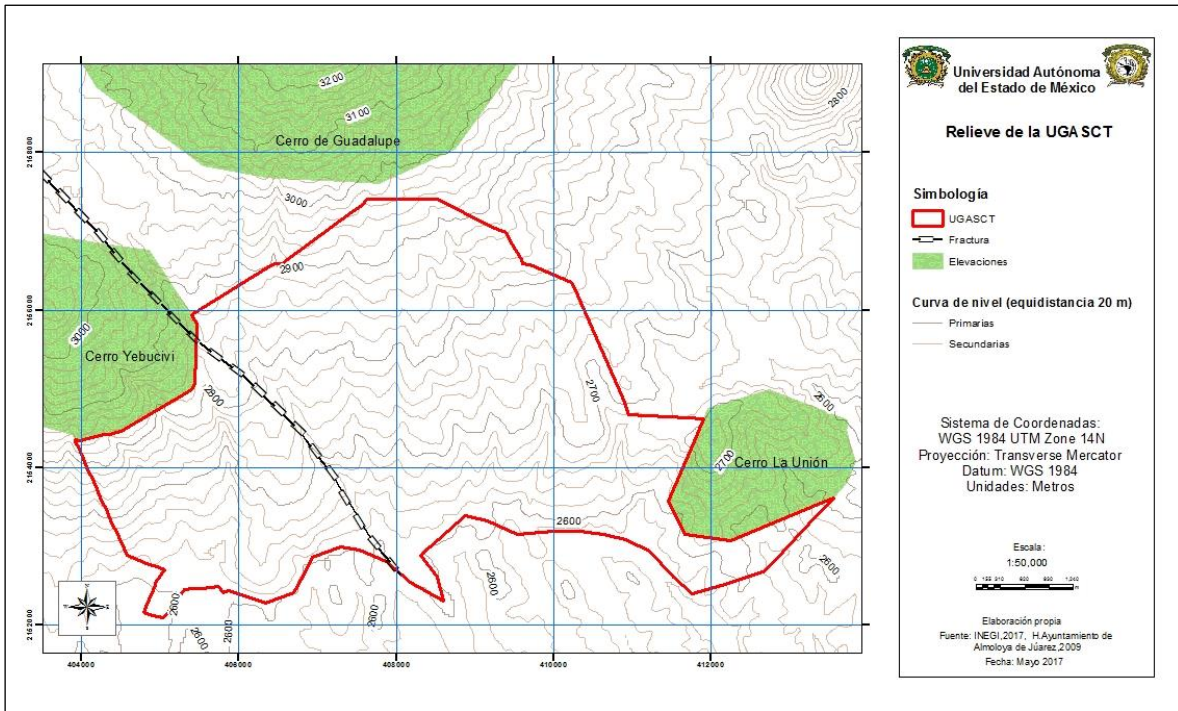 3200
3100
2800
Cerro de Guadalupe
3000
2900
3000
Cerro Yebucivi
2800
2700
2600
2700
Cerro La Unión
2600
2600
2600
2600
2600
2600
2600
2168000
2166000
2164000
2162000
404000
406000
408000
410000
412000
Universidad Autónoma
del Estado de México
Relieve de la UGASCT
Simbología
UGASCT
Fractura
Elevaciones
Curva de nivel (equidistancia 20 m)
Primarias
Secundarias
Sistema de Coordenadas:
WGS 1984 UTM Zone 14N
Proyección: Transverse Mercator
Datum: WGS 1984
Unidades: Metros
Escala:
1:50,000
Elaboración propia
Fuente: INEGI,2017, H.Ayuntamiento de
Almoloya de Júarez,2009
Fecha: Mayo 2017